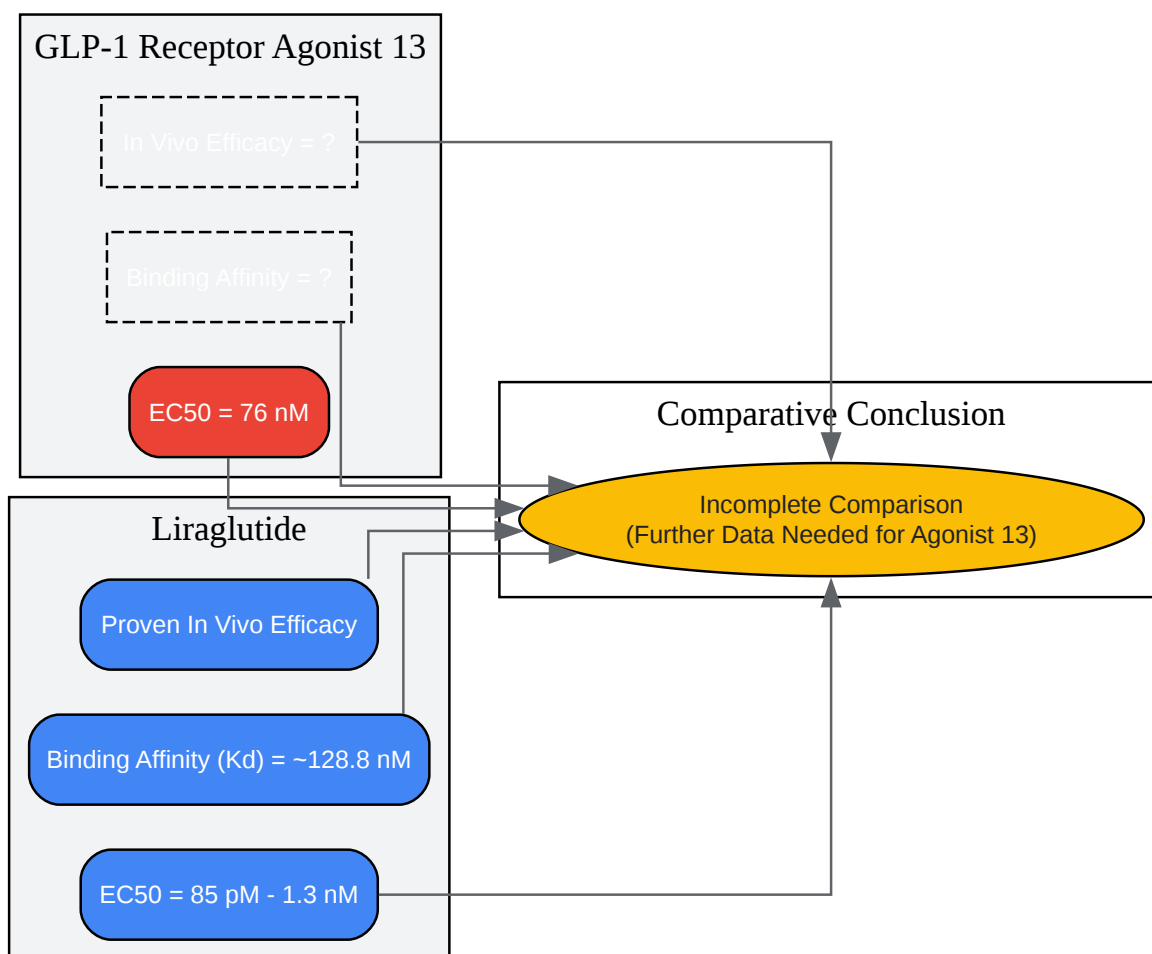 GLP-1 Receptor Agonist 13
In Vivo Efficacy = ?
Binding Affinity = ?
EC50 = 76 nM
Liraglutide
Proven In Vivo Efficacy
Binding Affinity (Kd) = ~128.8 nM
EC50 = 85 pM - 1.3 nM
Comparative Conclusion
Incomplete Comparison
(Further Data Needed for Agonist 13)